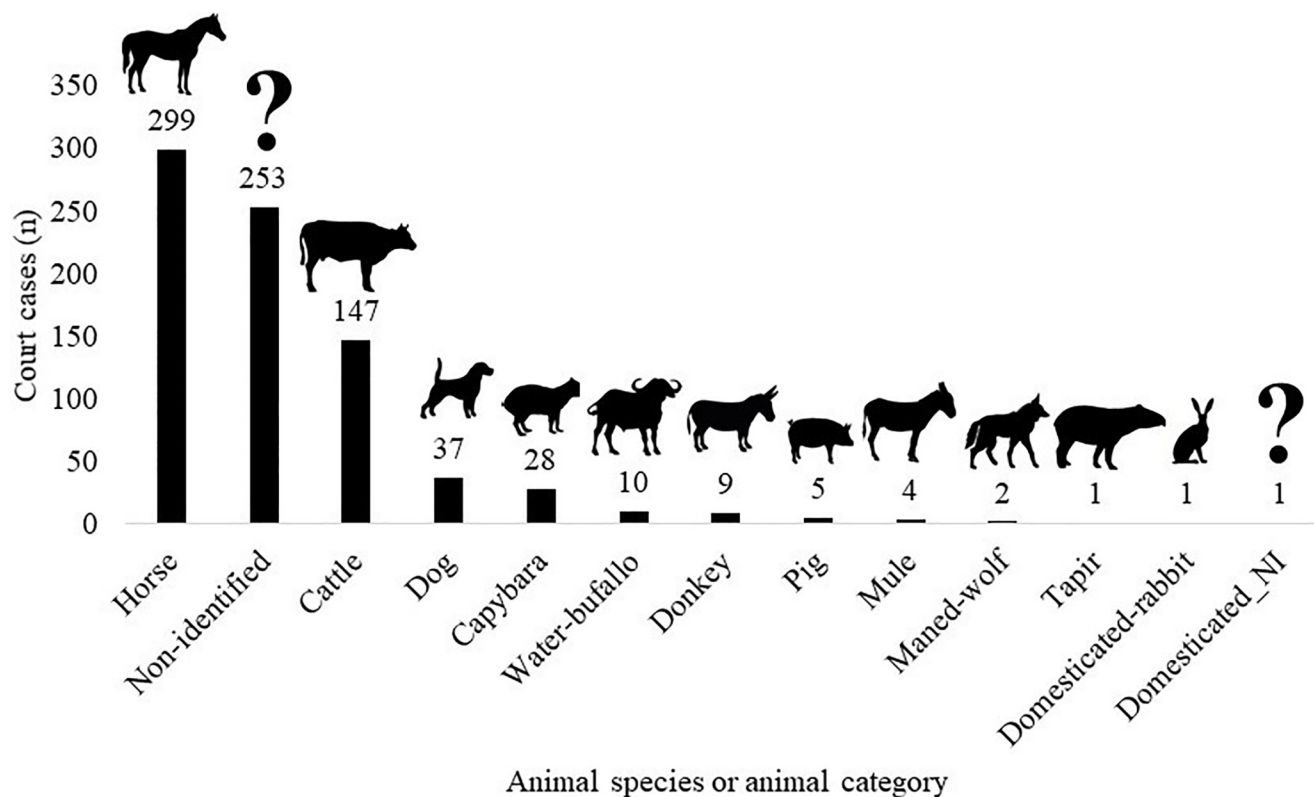 350
300
250
200
150
100
50
0
Court cases (n)
299
?
253
147
37
28
10
9
5
4
2
1
1
?
1
Horse
Non-identified
Cattle
Dog
Capybara
Water-bufallo
Donkey
Pig
Mule
Maned-wolf
Tapir
Domesticated-rabbit
Domesticated_NI
Animal species or animal category